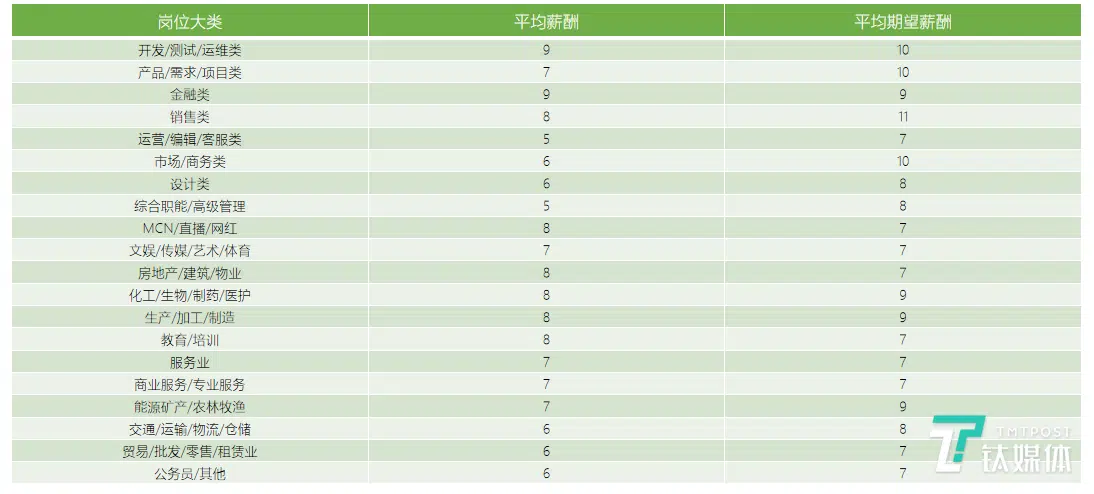 岗位大类 平均薪酬 平均期望薪酬
开发/测试/运维类 9 10
产品/需求/项目类 7 10
金融类 9 9
销售类 8 11
运营/编辑/客服类 5 7
市场/商务类 6 10
设计类 6 8
综合职能/高级管理 5 8
MCN/直播/网红 8 7
文娱/传媒/艺术/体育 7 7
房地产/建筑/物业 8 7
化工/生物/制药/医护 8 9
生产/加工/制造 8 9
教育/培训 8 7
服务业 7 7
商业服务/专业服务 7 7
能源矿产/农林牧渔 7 9
交通/运输/物流/仓储 6 8
贸易/批发/零售/租赁业 6 7
公务员/其他 6 7
TMTPOST
钛媒体